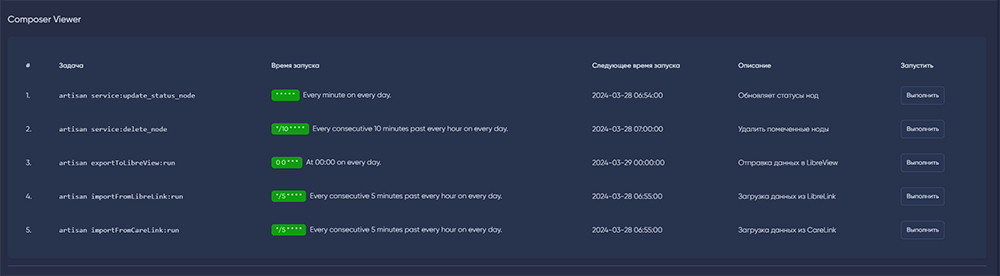 Composer Viewer
# Задача Время запуска Следующее время запуска Описание Запустить
1. artisan service:update_status_node * * * * * Every minute on every day. 2024-03-28 06:54:00 Обновляет статусы нод Выполнить
2. artisan service:delete_node */10 * * * * Every consecutive 10 minutes past every hour on every day. 2024-03-28 07:00:00 Удалить помеченные ноды Выполнить
3. artisan exportToLibreView:run 0 0 * * * At 00:00 on every day. 2024-03-29 00:00:00 Отправка данных в LibreView Выполнить
4. artisan importFromLibreLink:run */5 * * * * Every consecutive 5 minutes past every hour on every day. 2024-03-28 06:55:00 Загрузка данных из LibreLink Выполнить
5. artisan importFromCareLink:run */5 * * * * Every consecutive 5 minutes past every hour on every day. 2024-03-28 06:55:00 Загрузка данных из CareLink Выполнить